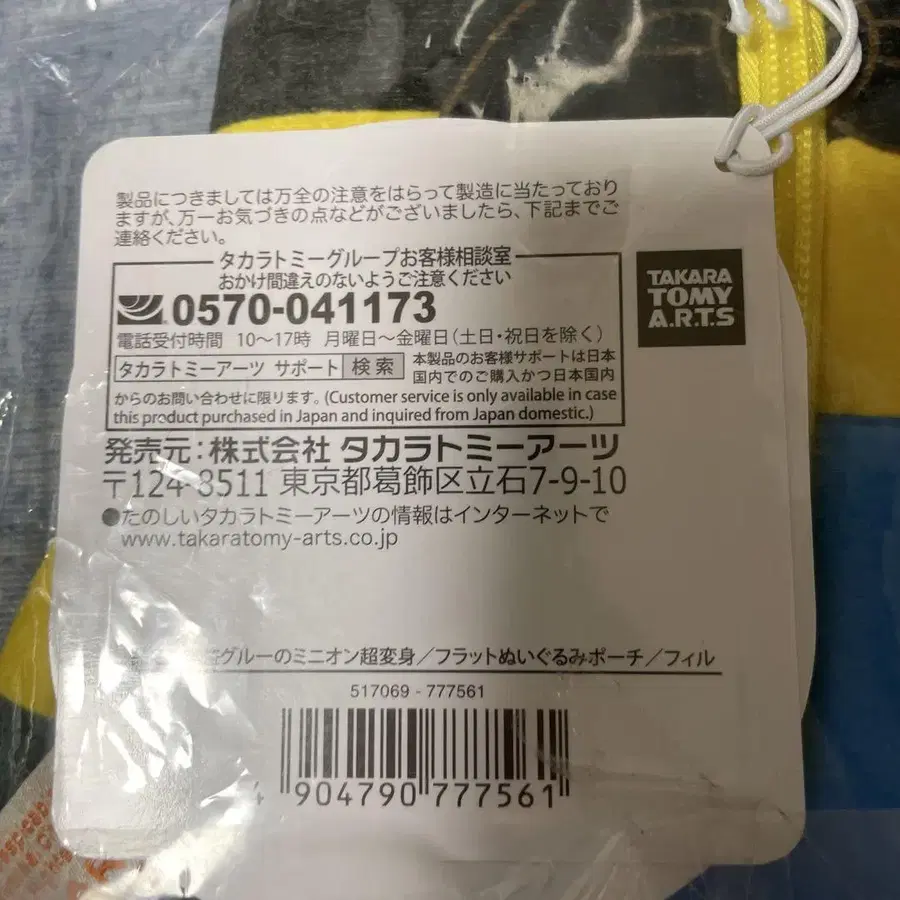 製品につきましては万全の注意をはらって製造に当たっており
ますが、万一お気づきの点などがございましたら、下記までご
連絡ください。
タカラトミーグループお客様相談室
おかけ間違えのないようご注意ください
0570-041173
電話受付時間 10〜17時 月曜日〜金曜日(土日・祝日を除く)
タカラトミーアーツ サポート 検索 本製品のお客様サポートは日本
国内でのご購入かつ日本国内
からのお問い合わせに限ります。(Customer service is only available in case
this product purchased in Japan and inquired from Japan domestic.)
TAKARA
TOMY
A.R.T.S
発売元:株式会社 タカラトミーアーツ
〒124-8511 東京都葛飾区立石7-9-10
●たのしいタカラトミーアーツの情報はインターネットで
www.takaratomy-arts.co.jp
グルーのミニオン超変身/フラットぬいぐるみポーチ/フィル
517069 - 777561
4 904790 777561